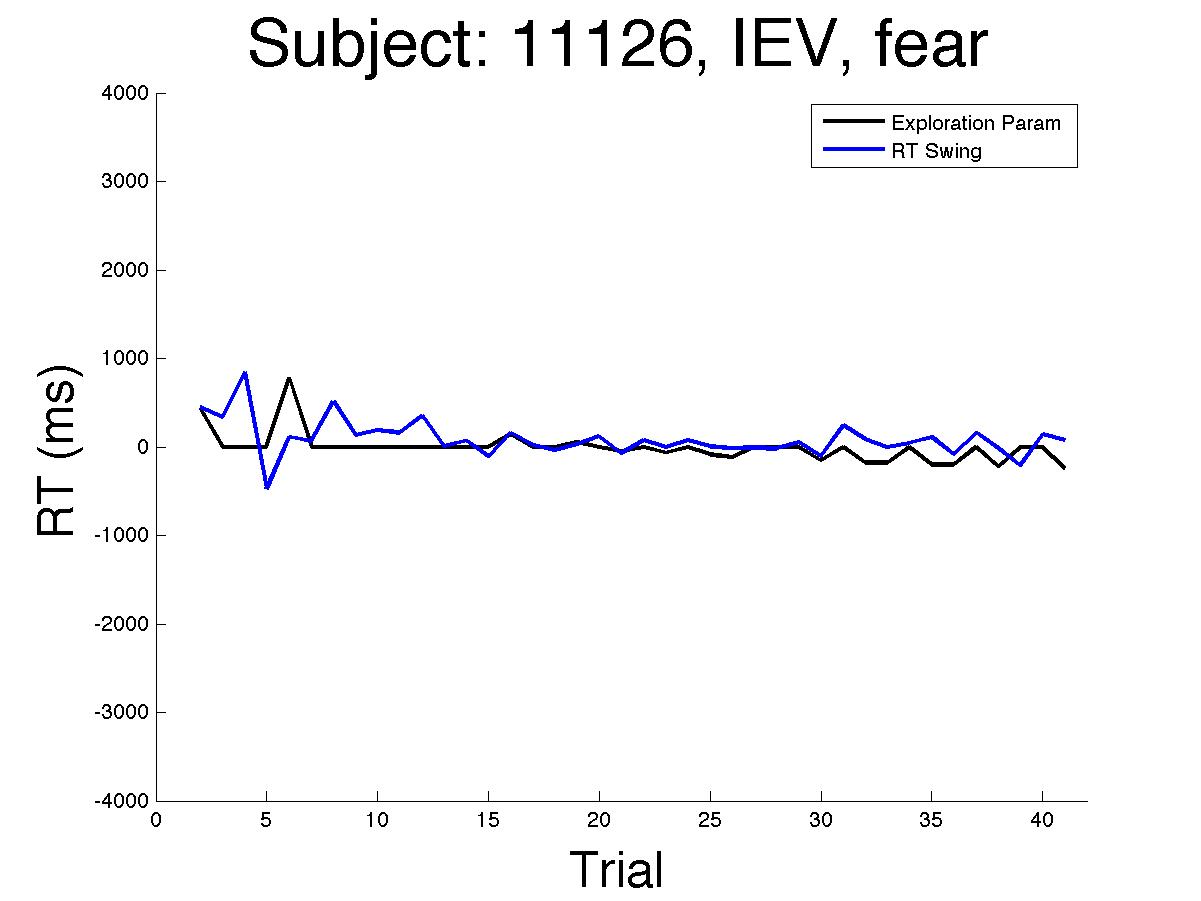 Subject: 11126, IEV, fear
4000
3000
2000
1000
0
-1000
-2000
-3000
-4000
RT (ms)
Exploration Param
RT Swing
0 5 10 15 20 25 30 35 40
Trial